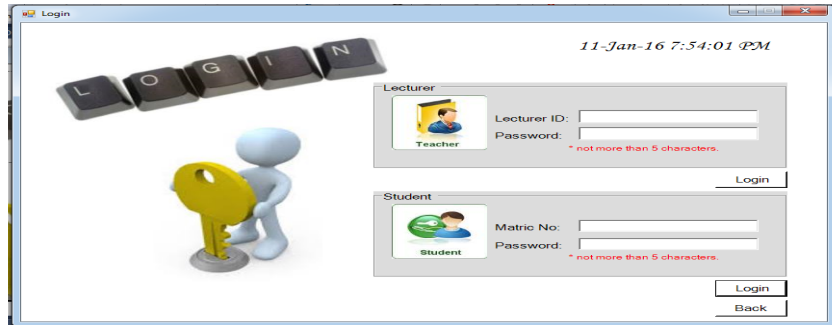 Login
LOGIN
11-Jan-16 7:54:01 PM
Lecturer
Teacher
Lecturer ID:
Password:
* not more than 5 characters.
Login
Student
Student
Matric No:
Password:
* not more than 5 characters.
Login
Back